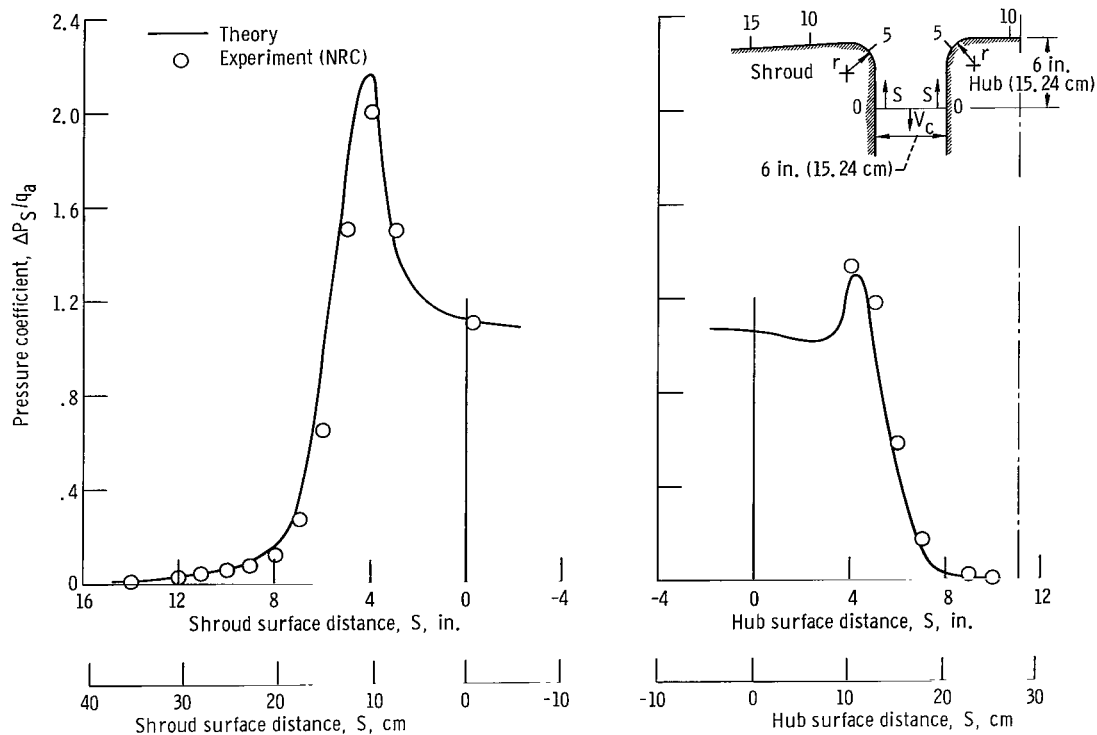 2.4
2.0
1.6
1.2
.8
.4
0
Pressure coefficient, ΔPS/qa
Theory
Experiment (NRC)
16 12 8 4 0 -4
Shroud surface distance, S, in.
40 30 20 10 0 -10
Shroud surface distance, S, cm
15 10 5 5 10
Shroud r r 6 in.
Hub (15.24 cm)
0 S S 0
Vc
6 in. (15.24 cm)
-4 0 4 8 12
Hub surface distance, S, in.
-10 0 10 20 30
Hub surface distance, S, cm